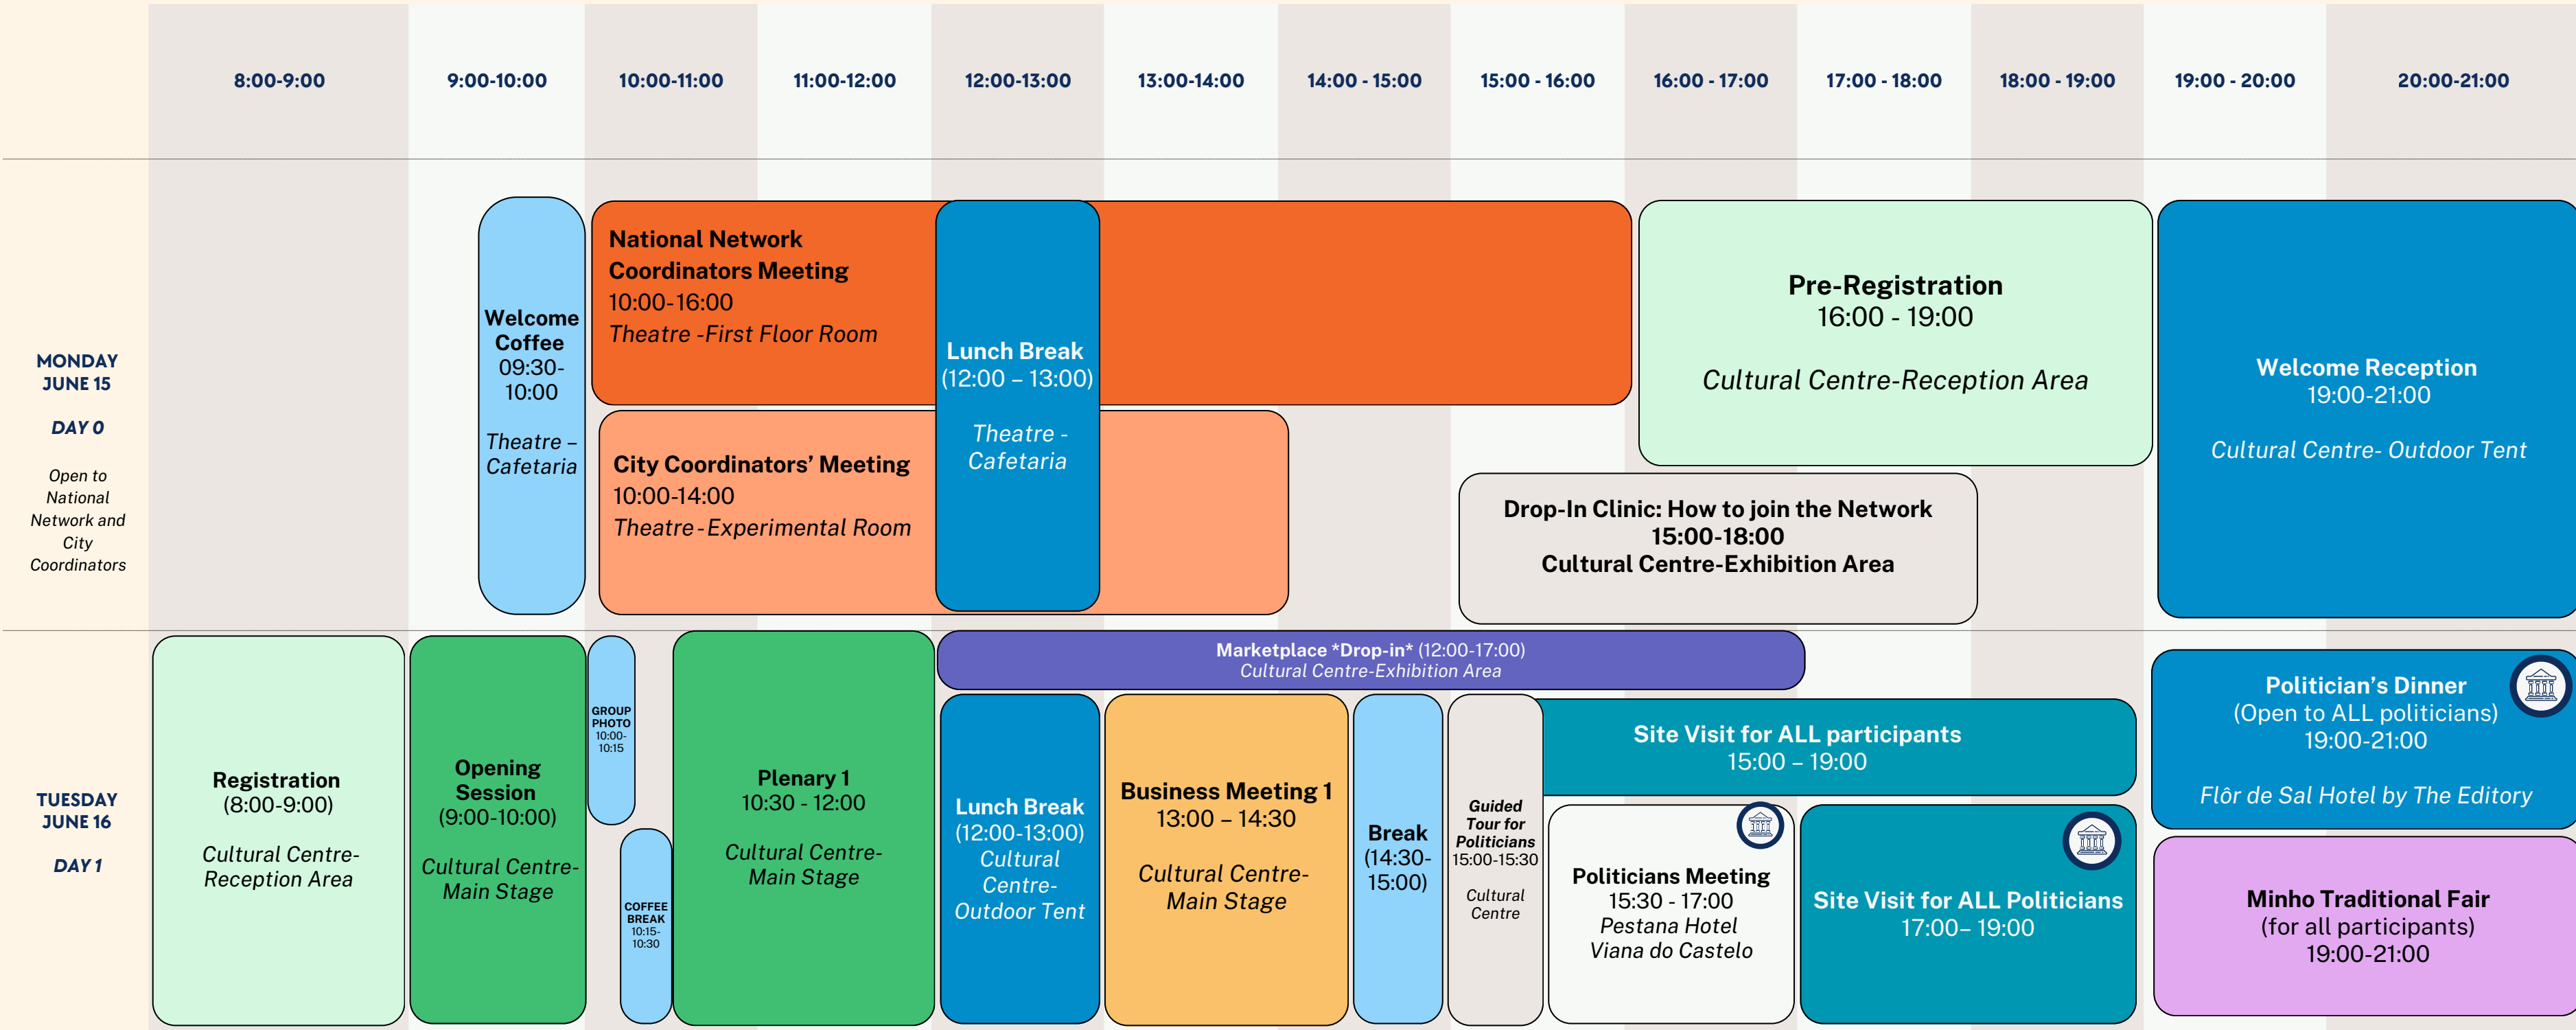 8:00-9:00
9:00-10:00
10:00-11:00
11:00-12:00
12:00-13:00
13:00-14:00
14:00 - 15:00
15:00 - 16:00
16:00 - 17:00
17:00 - 18:00
18:00 - 19:00
19:00 - 20:00
20:00-21:00
MONDAY
JUNE 15
DAY 0
Open to
National
Network and
City
Coordinators
Welcome
Coffee
09:30-
10:00
Theatre –
Cafetaria
National Network
Coordinators Meeting
10:00-16:00
Theatre -First Floor Room
City Coordinators’ Meeting
10:00-14:00
Theatre -Experimental Room
Lunch Break
(12:00 – 13:00)
Theatre -
Cafetaria
Pre-Registration
16:00 - 19:00
Cultural Centre-Reception Area
Drop-In Clinic: How to join the Network
15:00-18:00
Cultural Centre-Exhibition Area
Welcome Reception
19:00-21:00
Cultural Centre- Outdoor Tent
TUESDAY
JUNE 16
DAY 1
Registration
(8:00-9:00)
Cultural Centre-
Reception Area
Opening
Session
(9:00-10:00)
Cultural Centre-
Main Stage
GROUP
PHOTO
10:00-
10:15
COFFEE
BREAK
10:15-
10:30
Plenary 1
10:30 - 12:00
Cultural Centre-
Main Stage
Marketplace *Drop-in* (12:00-17:00)
Cultural Centre-Exhibition Area
Lunch Break
(12:00-13:00)
Cultural
Centre-
Outdoor Tent
Business Meeting 1
13:00 – 14:30
Cultural Centre-
Main Stage
Break
(14:30-
15:00)
Guided
Tour for
Politicians
15:00-15:30
Cultural
Centre
Site Visit for ALL participants
15:00 – 19:00
Politicians Meeting
15:30 - 17:00
Pestana Hotel
Viana do Castelo
Site Visit for ALL Politicians
17:00– 19:00
Politician’s Dinner
(Open to ALL politicians)
19:00-21:00
Flôr de Sal Hotel by The Editory
Minho Traditional Fair
(for all participants)
19:00-21:00